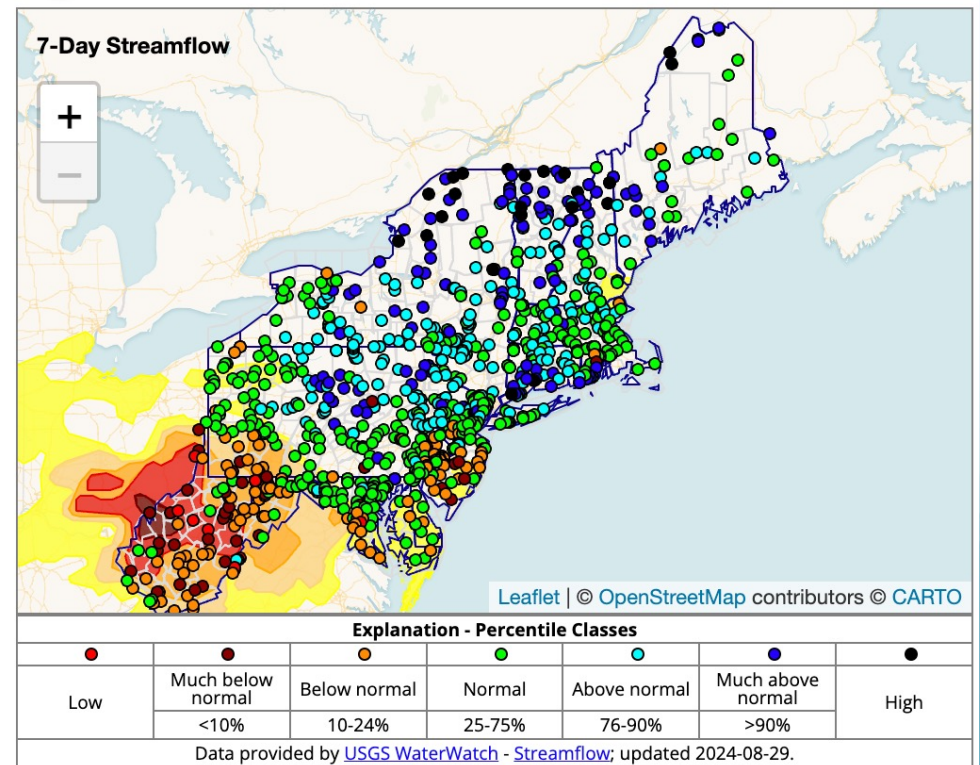 7-Day Streamflow
+
−
Leaflet | © OpenStreetMap contributors © CARTO
Explanation - Percentile Classes
Low
Much below normal
Below normal
Normal
Above normal
Much above normal
High
<10%
10-24%
25-75%
76-90%
>90%
Data provided by USGS WaterWatch - Streamflow; updated 2024-08-29.